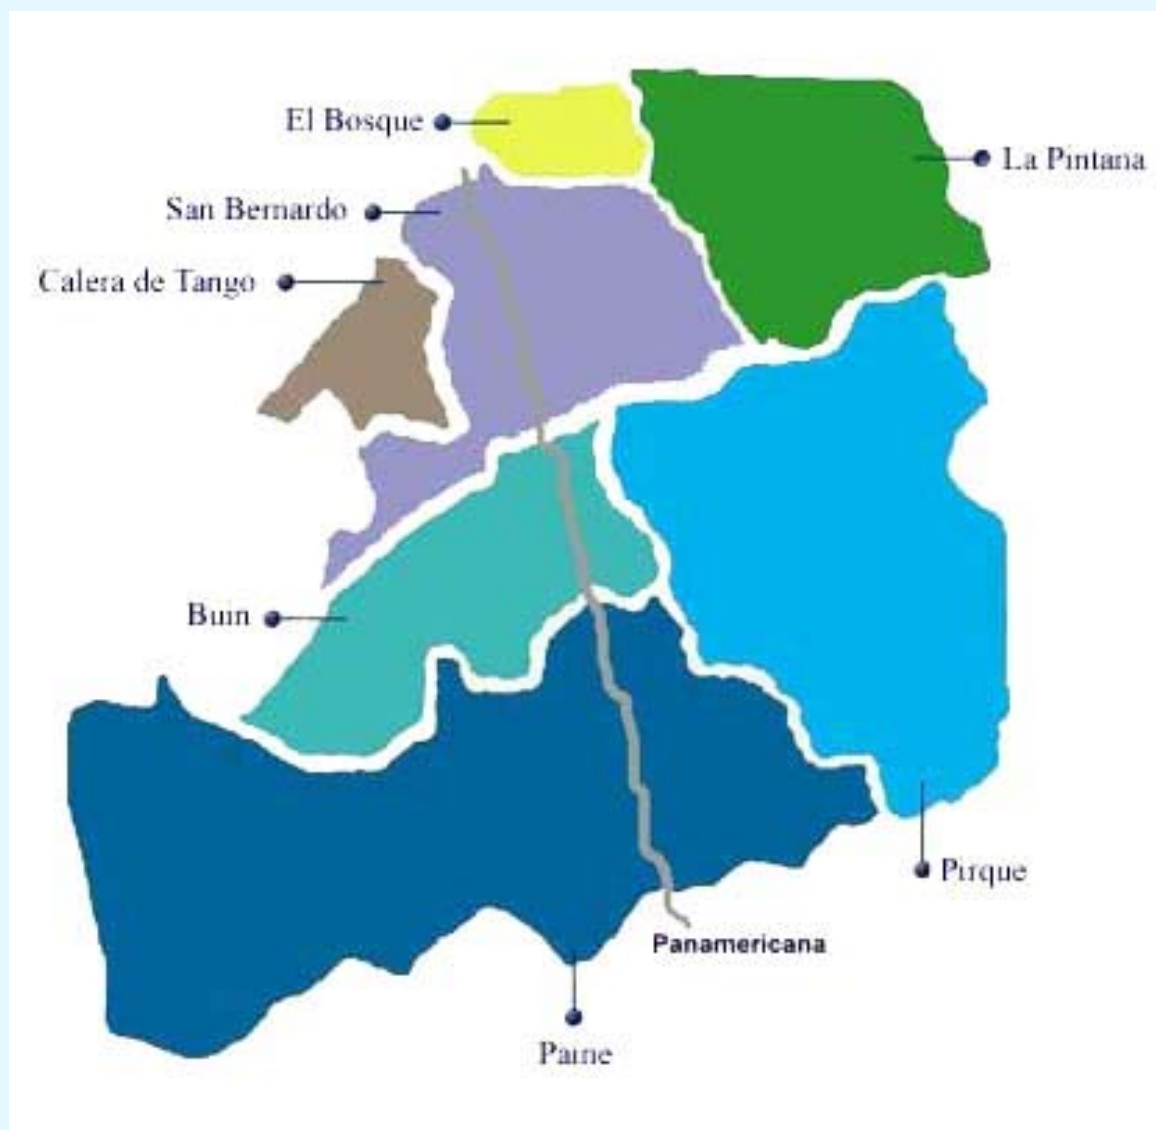 El Bosque
La Pintana
San Bernardo
Calera de Tango
Buin
Pirque
Panamericana
Paine